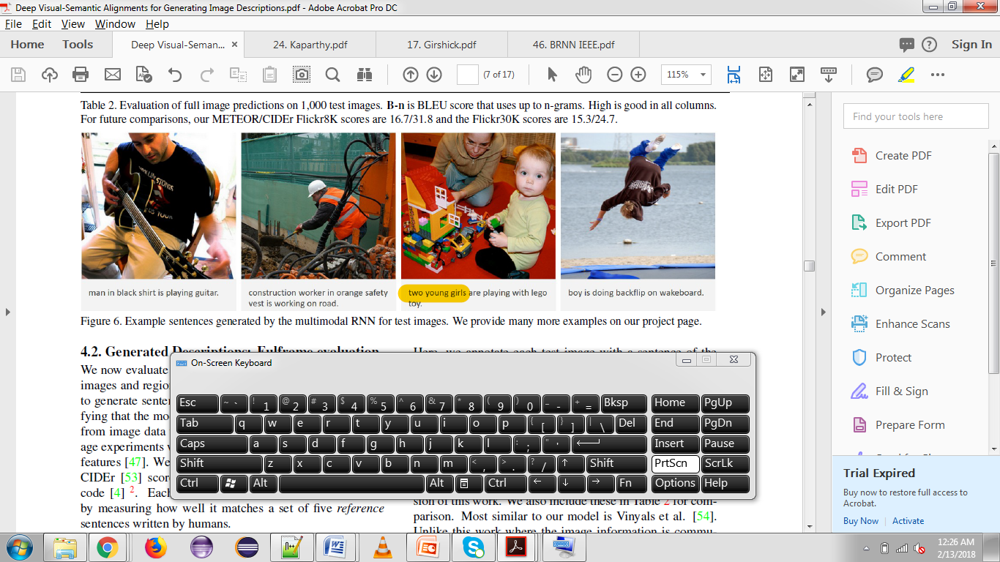 Deep Visual-Semantic Alignments for Generating Image Descriptions.pdf - Adobe Acrobat Pro DC
File Edit View Window Help
Home Tools Deep Visual-Seman... × 24. Kaparthy.pdf 17. Girshick.pdf 46. BRNN IEEE.pdf Sign In
(7 of 17) 115%
Table 2. Evaluation of full image predictions on 1,000 test images. B-n is BLEU score that uses up to n-grams. High is good in all columns.
For future comparisons, our METEOR/CIDEr Flickr8K scores are 16.7/31.8 and the Flickr30K scores are 15.3/24.7.
man in black shirt is playing guitar.
construction worker in orange safety
vest is working on road.
two young girls are playing with lego
toy.
boy is doing backflip on wakeboard.
Figure 6. Example sentences generated by the multimodal RNN for test images. We provide many more examples on our project page.
4.2. Generated Descriptions: Fulframe evaluation
We now evaluate
images and region
to generate senten
fying that the mo
from image data
age experiments w
features [47]. We
CIDEr [53] scor
code [4] 2. Each
by measuring how well it matches a set of five reference
sentences written by humans.
Here, we annotate each test image with a sentence of the
sion of this work. We also include these in Table 2 for com-
parison. Most similar to our model is Vinyals et al. [54].
Unlike this work where the image information is commu-
On-Screen Keyboard
Esc ~ ` ! 1 @ 2 # 3 $ 4 % 5 ^ 6 & 7 * 8 ( 9 ) 0 _ - + = Bksp Home PgUp
Tab q w e r t y u i o p { [ } ] | \ Del End PgDn
Caps a s d f g h j k l : ; " ' Insert Pause
Shift z x c v b n m < , > . ? / ↑ Shift PrtScn ScrLk
Ctrl Alt Alt Ctrl ← ↓ → Fn Options Help
Find your tools here
Create PDF
Edit PDF
Export PDF
Comment
Organize Pages
Enhance Scans
Protect
Fill & Sign
Prepare Form
Trial Expired
Buy now to restore full access to
Acrobat.
Buy Now | Activate
12:26 AM
2/13/2018